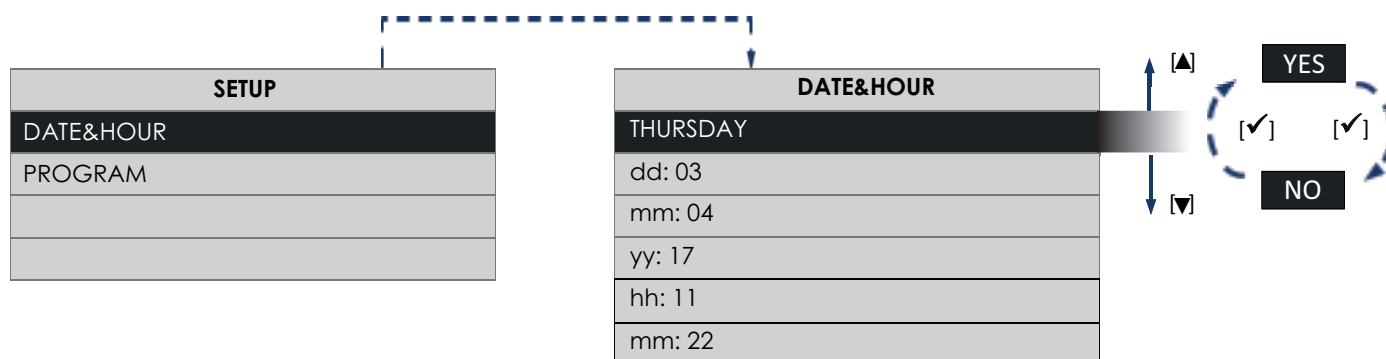 SETUP
DATE&HOUR
PROGRAM
DATE&HOUR
THURSDAY
dd: 03
mm: 04
yy: 17
hh: 11
mm: 22
[▲]
[▼]
YES
[✓] [✓]
NO